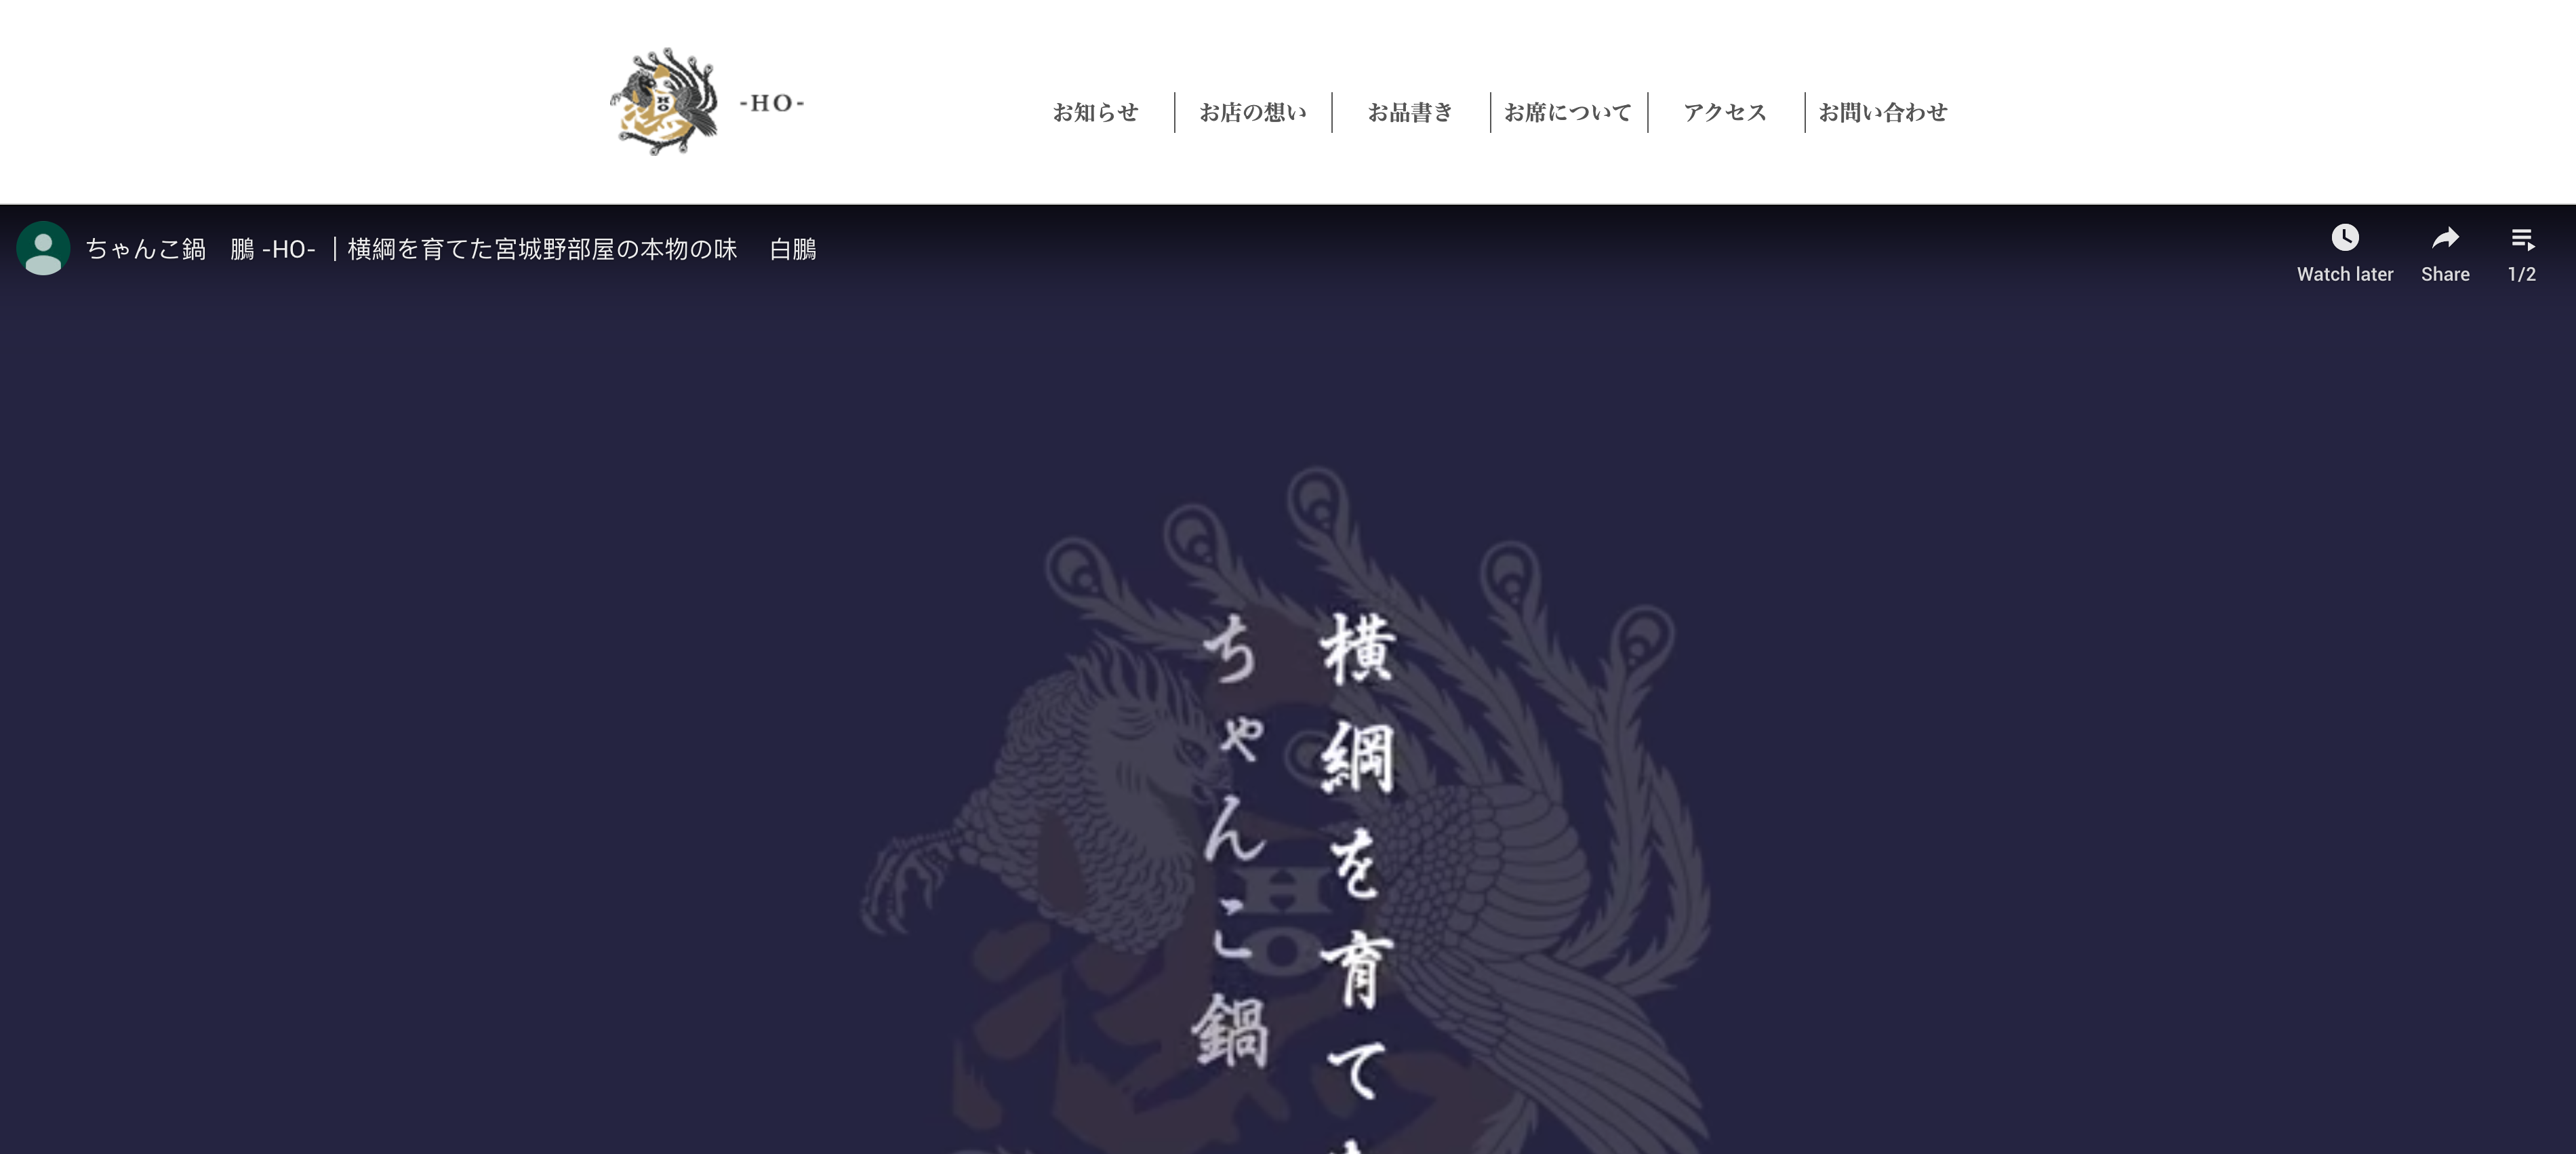 -HO-
お知らせ
お店の想い
お品書き
お席について
アクセス
お問い合わせ
ちゃんこ鍋　鵬 -HO- ｜横綱を育てた宮城野部屋の本物の味　 白鵬
Watch later
Share
1/2
横綱を育て
ちゃんこ鍋
HO